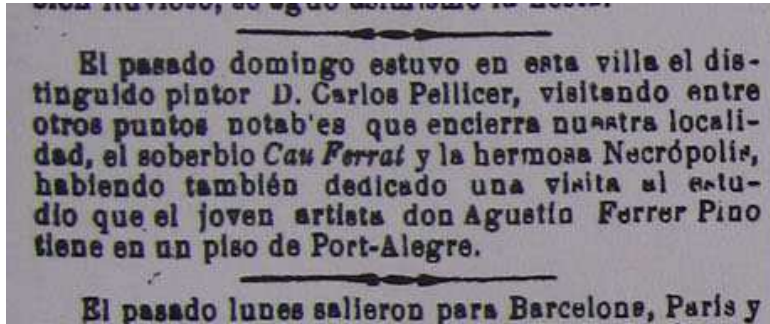 El pasado domingo estuvo en esta villa el dis-
tinguido pintor D. Carlos Pellicer, visitando entre
otros puntos notab'es que encierra nuestra locali-
dad, el soberbio Cau Ferrat y la hermosa Necrópolis,
habiendo también dedicado una visita al estu-
dio que el joven artista don Agustín Ferrer Pino
tiene en un piso de Port-Alegre.
El pasado lunes salieron para Barcelona, París y